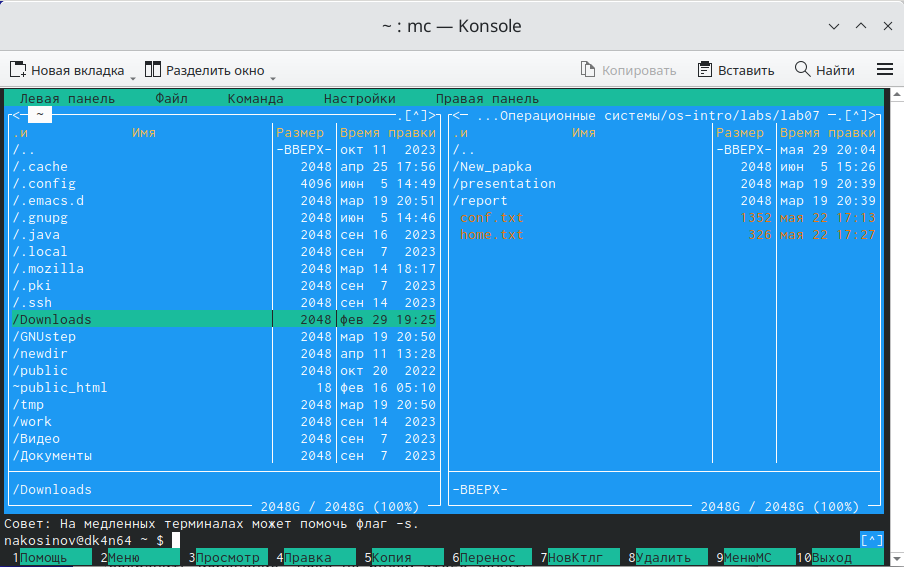 ~ : mc — Konsole
Новая вкладка Разделить окно Копировать Вставить Найти
Левая панель Файл Команда Настройки Правая панель
<— ~ .[^]> <— ...Операционные системы/os-intro/labs/lab07 —.[^]>
.и Имя Размер Время правки .и Имя Размер Время правки
/.. -ВВЕРХ- окт 11 2023 /.. -ВВЕРХ- мая 29 20:04
/.cache 2048 апр 25 17:56 /New_papka 2048 июн 5 15:26
/.config 4096 июн 5 14:49 /presentation 2048 мар 19 20:39
/.emacs.d 2048 мар 19 20:51 /report 2048 мар 19 20:39
/.gnupg 2048 июн 5 14:46 conf.txt 1352 мая 22 17:13
/.java 2048 сен 16 2023 home.txt 326 мая 22 17:27
/.local 2048 сен 7 2023
/.mozilla 2048 мар 14 18:17
/.pki 2048 сен 7 2023
/.ssh 2048 сен 14 2023
/Downloads 2048 фев 29 19:25
/GNUstep 2048 мар 19 20:50
/newdir 2048 апр 11 13:28
/public 2048 окт 20 2022
~public_html 18 фев 16 05:10
/tmp 2048 мар 19 20:50
/work 2048 сен 14 2023
/Видео 2048 сен 7 2023
/Документы 2048 сен 7 2023
/Downloads -ВВЕРХ-
2048G / 2048G (100%) 2048G / 2048G (100%)
Совет: На медленных терминалах может помочь флаг -s.
nakosinov@dk4n64 ~ $ [^]
1Помощь 2Меню 3Просмотр 4Правка 5Копия 6Перенос 7НовКтлг 8Удалить 9МенюMC 10Выход